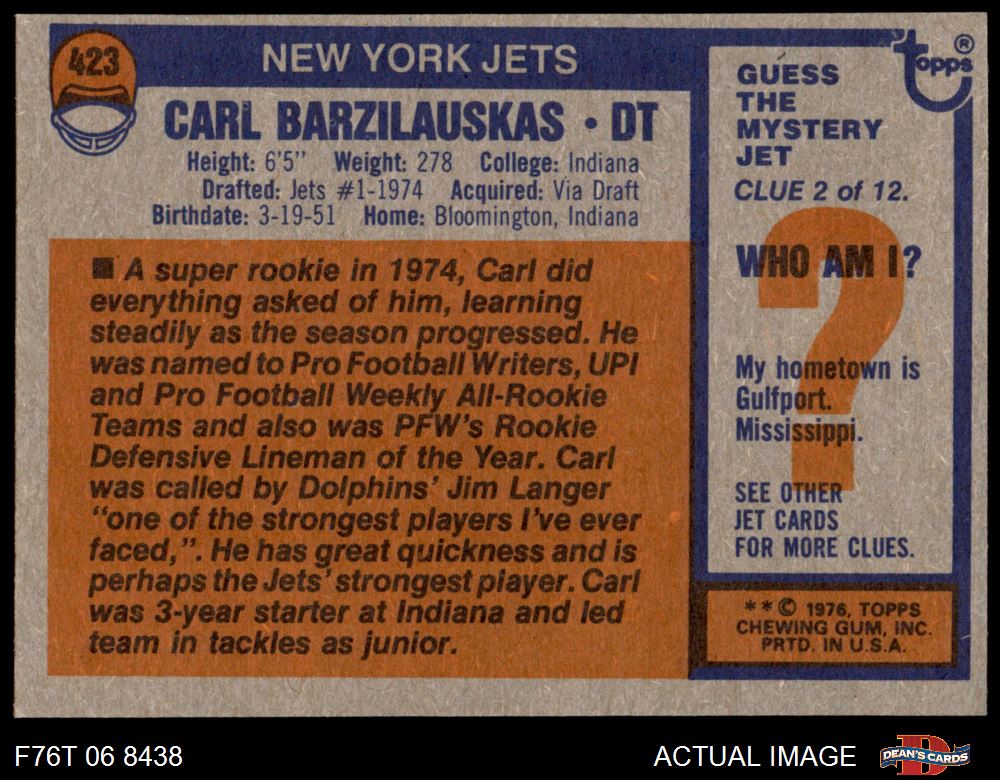 423
NEW YORK JETS
CARL BARZILAUSKAS • DT
Height: 6'5" Weight: 278 College: Indiana
Drafted: Jets #1-1974 Acquired: Via Draft
Birthdate: 3-19-51 Home: Bloomington, Indiana
■ A super rookie in 1974, Carl did
everything asked of him, learning
steadily as the season progressed. He
was named to Pro Football Writers, UPI
and Pro Football Weekly All-Rookie
Teams and also was PFW's Rookie
Defensive Lineman of the Year. Carl
was called by Dolphins' Jim Langer
"one of the strongest players I've ever
faced,". He has great quickness and is
perhaps the Jets' strongest player. Carl
was 3-year starter at Indiana and led
team in tackles as junior.
topps ®
GUESS
THE
MYSTERY
JET
CLUE 2 of 12.
?
WHO AM I?
My hometown is
Gulfport.
Mississippi.
SEE OTHER
JET CARDS
FOR MORE CLUES.
* * © 1976, TOPPS
CHEWING GUM, INC.
PRTD. IN U.S.A.
F76T 06 8438
ACTUAL IMAGE
D
DEAN'S CARDS